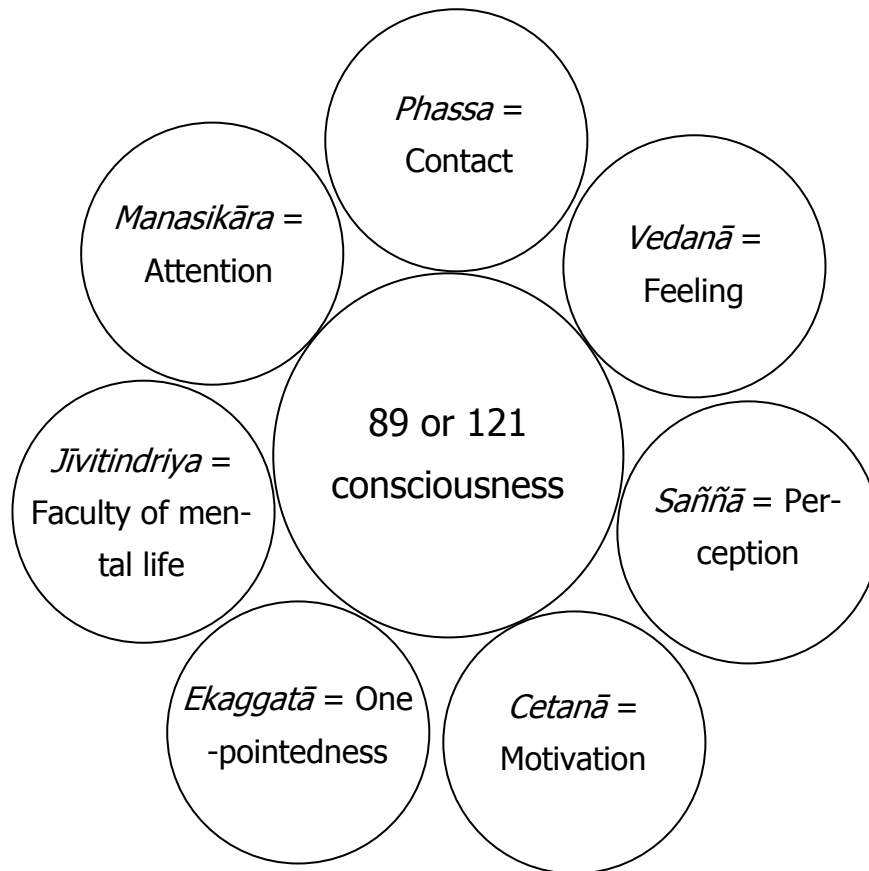 Phassa =
Contact
Vedanā =
Feeling
Saññā = Per-
ception
Cetanā =
Motivation
Ekaggatā = One
-pointedness
Jīvitindriya =
Faculty of men-
tal life
Manasikāra =
Attention
89 or 121
consciousness